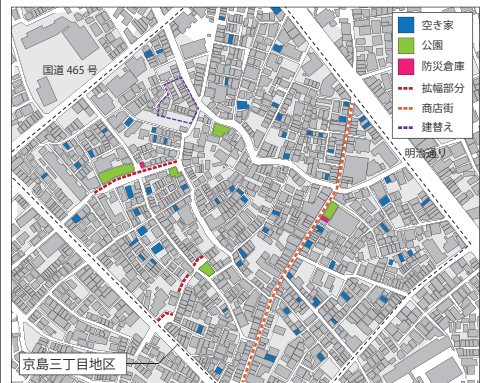 国道 465 号
空き家
公園
防災倉庫
拡幅部分
商店街
建替え
明治通り
京島三丁目地区